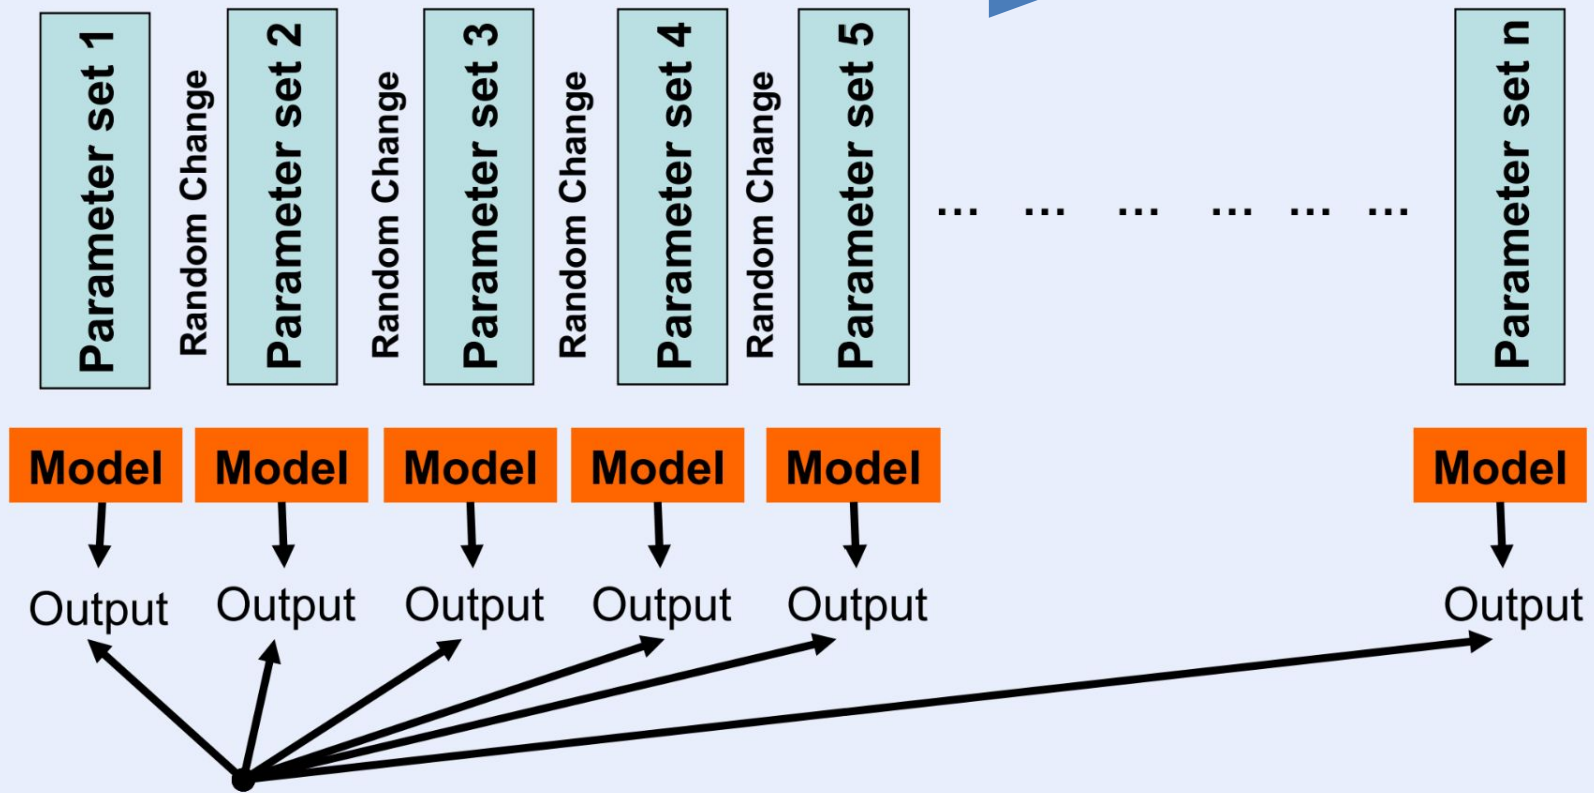 Parameter set 1
Random Change
Parameter set 2
Random Change
Parameter set 3
Random Change
Parameter set 4
Random Change
Parameter set 5
... ... ... ... ... ...
Parameter set n
Model Model Model Model Model Model
Output Output Output Output Output Output